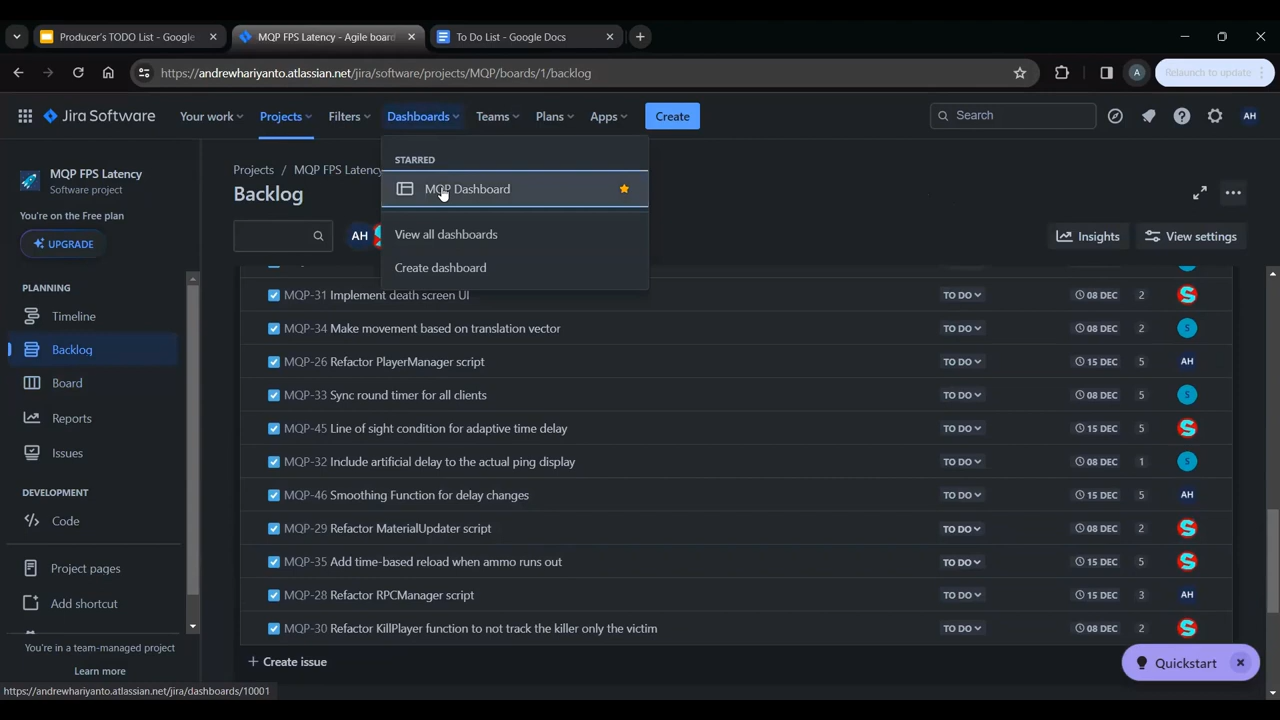 Producer's TODO List - Google
MQP FPS Latency - Agile board
To Do List - Google Docs
https://andrewhariyanto.atlassian.net/jira/software/projects/MQP/boards/1/backlog
A
Relaunch to update
Jira Software
Your work
Projects
Filters
Dashboards
Teams
Plans
Apps
Create
Search
AH
MQP FPS Latency
Software project
You're on the Free plan
UPGRADE
PLANNING
Timeline
Backlog
Board
Reports
Issues
DEVELOPMENT
Code
Project pages
Add shortcut
You're in a team-managed project
Learn more
https://andrewhariyanto.atlassian.net/jira/dashboards/10001
Projects / MQP FPS Latency
Backlog
AH
STARRED
MQP Dashboard
View all dashboards
Create dashboard
Insights
View settings
MQP-31 Implement death screen UI TO DO 08 DEC 2 S
MQP-34 Make movement based on translation vector TO DO 08 DEC 2 S
MQP-26 Refactor PlayerManager script TO DO 15 DEC 5 AH
MQP-33 Sync round timer for all clients TO DO 08 DEC 5 S
MQP-45 Line of sight condition for adaptive time delay TO DO 15 DEC 5 S
MQP-32 Include artificial delay to the actual ping display TO DO 08 DEC 1 S
MQP-46 Smoothing Function for delay changes TO DO 15 DEC 5 AH
MQP-29 Refactor MaterialUpdater script TO DO 08 DEC 2 S
MQP-35 Add time-based reload when ammo runs out TO DO 15 DEC 5 S
MQP-28 Refactor RPCManager script TO DO 15 DEC 3 AH
MQP-30 Refactor KillPlayer function to not track the killer only the victim TO DO 08 DEC 2 S
+ Create issue
Quickstart